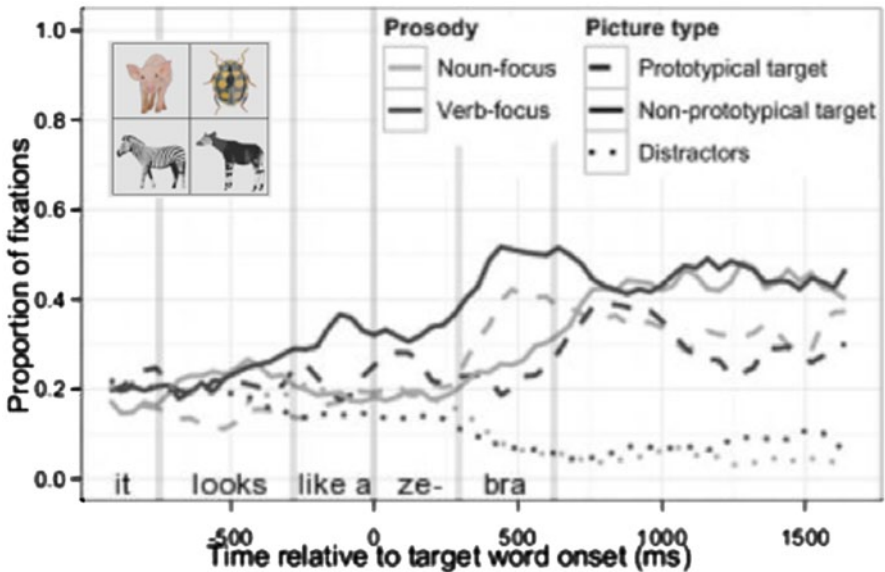 Proportion of fixations
1.0
0.8
0.6
0.4
0.2
0.0
Prosody
Noun-focus
Verb-focus
Picture type
Prototypical target
Non-prototypical target
Distractors
it looks like a ze- bra
-500 0 500 1000 1500
Time relative to target word onset (ms)